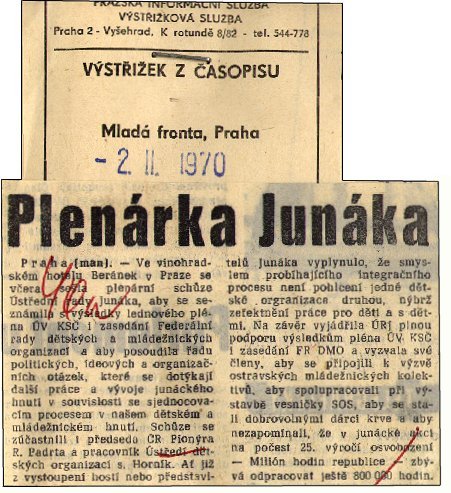 PRAŽSKÁ INFORMAČNÍ SLUŽBA
VÝSTŘIŽKOVÁ SLUŽBA
Praha 2 - Vyšehrad, K rotundě 8/82 - tel. 544-778
VÝSTŘIŽEK Z ČASOPISU
Mladá fronta, Praha
- 2. II. 1970
Plenárka Junáka
Praha (man). — Ve vinohrad-
ském hotelu Beránek v Praze se
včera sešla plenární schůze
Ústřední rady Junáka, aby se se-
známila s výsledky lednového plé-
na ÚV KSČ i zasedání Federální
rady dětských a mládežnických
organizací a aby posoudila řadu
politických, ideových a organizač-
ních otázek, které se dotýkají
další práce a vývoje junáckého
hnutí v souvislosti se sjednocova-
cím procesem v našem dětském a
mládežnickém hnutí. Schůze se
zúčastnili i předseda ČR Pionýra
R. Padrta a pracovník Ústřední dět-
ských organizací s. Horník. Ať již
z vystoupení hostí nebo představi-
telů Junáka vyplynulo, že smys-
lem probíhajícího integračního
procesu není pohlcení jedné dět-
ské orgranizace druhou, nýbrž
zefektnění práce pro děti a s dět-
mi. Na závěr vyjádřila ÚRJ plnou
podporu výsledkům pléna ÚV KSČ
i zasedání FR DMO a vyzvala své
členy, aby se připojili k výzvě
ostravských mládežnických kolek-
tivů, aby spolupracovali při vý-
stavbě vesničky SOS, aby se sta-
li dobrovolnými dárci krve a aby
nezapomínali, že v junácké akci
na počest 25. výročí osvobození
— Milión hodin republice — zbý-
vá odpracovat ještě 800 000 hodin.